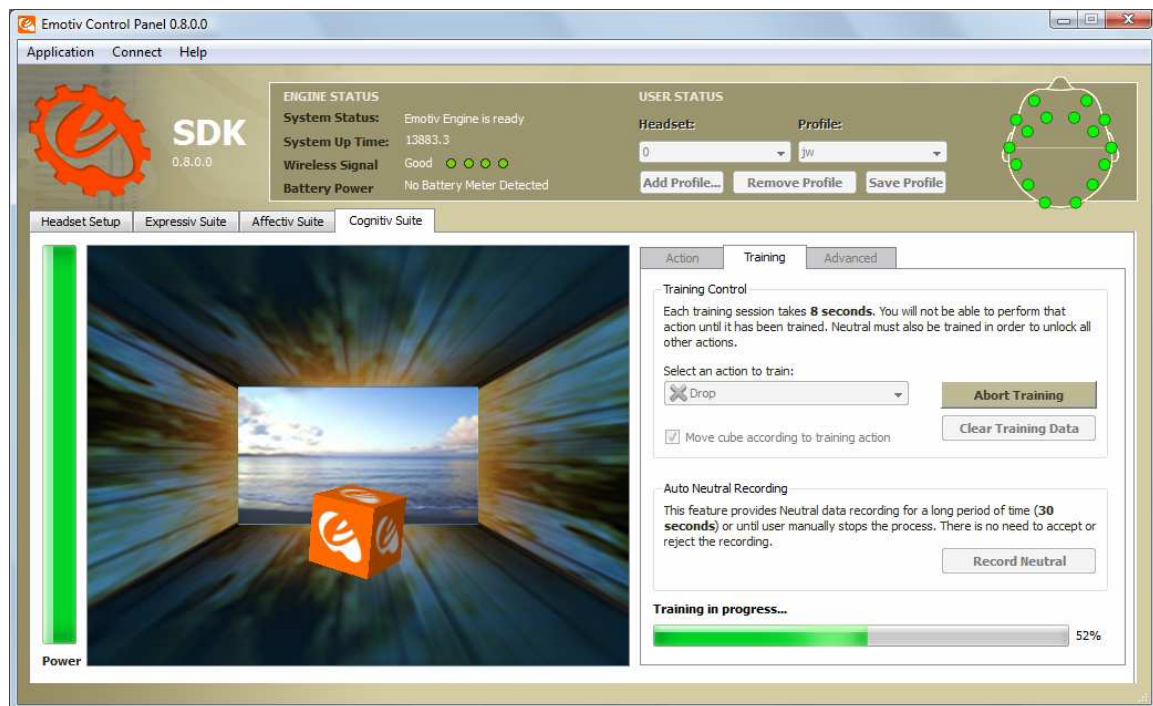 Emotiv Control Panel 0.8.0.0
Application Connect Help
SDK
0.8.0.0
ENGINE STATUS
System Status: Emotiv Engine is ready
System Up Time: 13883.3
Wireless Signal Good
Battery Power No Battery Meter Detected
USER STATUS
Headset: Profile:
0 jw
Add Profile... Remove Profile Save Profile
Headset Setup Expressiv Suite Affectiv Suite Cognitiv Suite
Power
Action Training Advanced
Training Control
Each training session takes 8 seconds. You will not be able to perform that
action until it has been trained. Neutral must also be trained in order to unlock all
other actions.
Select an action to train:
Drop
Abort Training
Move cube according to training action
Clear Training Data
Auto Neutral Recording
This feature provides Neutral data recording for a long period of time (30
seconds) or until user manually stops the process. There is no need to accept or
reject the recording.
Record Neutral
Training in progress...
52%